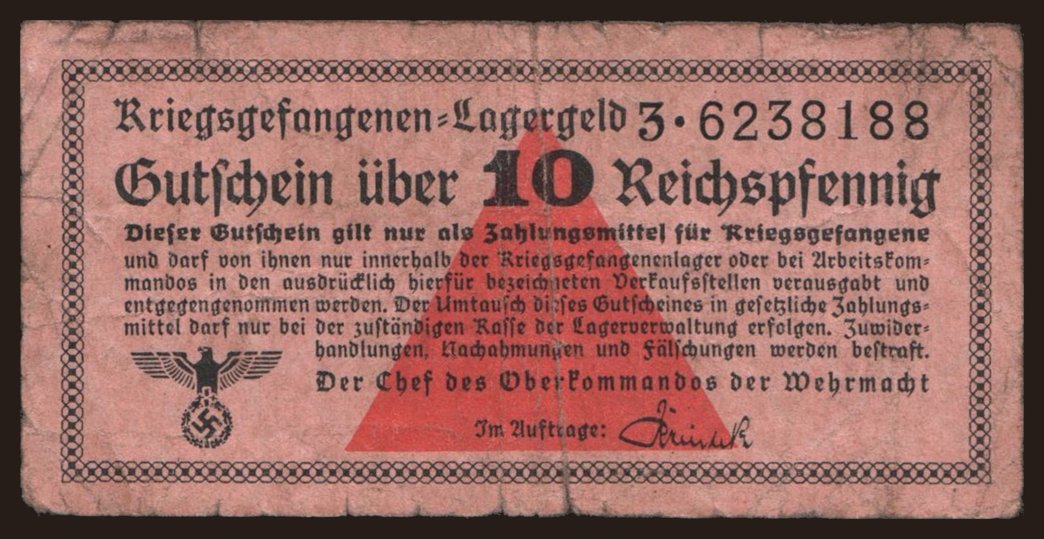 Kriegsgefangenen-Lagergeld 3·6238188
Gutschein über 10 Reichspfennig
Dieser Gutschein gilt nur als Zahlungsmittel für Kriegsgefangene
und darf von ihnen nur innerhalb der Kriegsgefangenenlager oder bei Arbeitskom-
mandos in den ausdrücklich hierfür bezeichneten Verkaufsstellen verausgabt und
entgegengenommen werden. Der Umtausch dieses Gutscheines in gesetzliche Zahlungs-
mittel darf nur bei der zuständigen Kasse der Lagerverwaltung erfolgen. Zuwider-
handlungen, Nachahmungen und Fälschungen werden bestraft.
Der Chef des Oberkommandos der Wehrmacht
Im Auftrage: